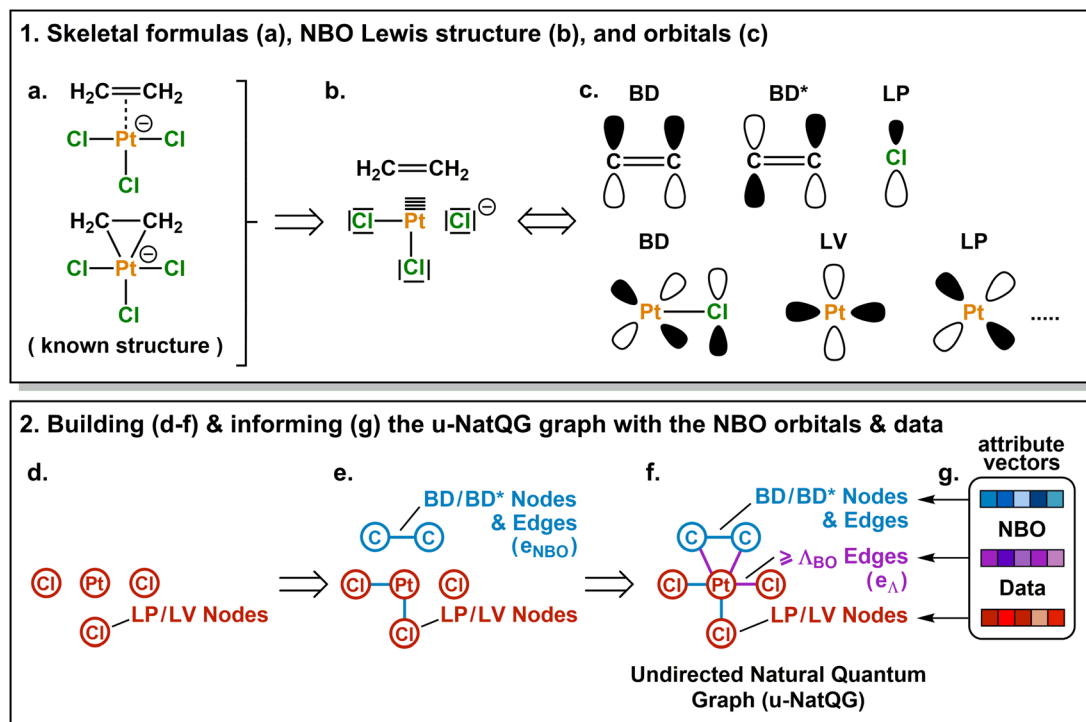 1. Skeletal formulas (a), NBO Lewis structure (b), and orbitals (c)
a.
H₂C=CH₂
Pt ⊖
Cl Cl
Cl
CH₂ CH₂
Cl Pt ⊖ Cl
Cl
( known structure )
b.
H₂C=CH₂
Cl Pt Cl ⊖
Cl
c.
BD BD* LP
C C C C Cl
BD LV LP
Pt Cl Pt Pt .....
2. Building (d-f) & informing (g) the u-NatQG graph with the NBO orbitals & data
d.
Cl Pt Cl
Cl LP/LV Nodes
e.
BD/BD* Nodes
& Edges
(eNBO)
C C
Cl Pt Cl
Cl LP/LV Nodes
f.
BD/BD* Nodes
& Edges
C C
⩾ ΛBO Edges
(eΛ)
Cl Pt Cl
Cl LP/LV Nodes
Undirected Natural Quantum
Graph (u-NatQG)
g.
attribute
vectors
NBO
Data